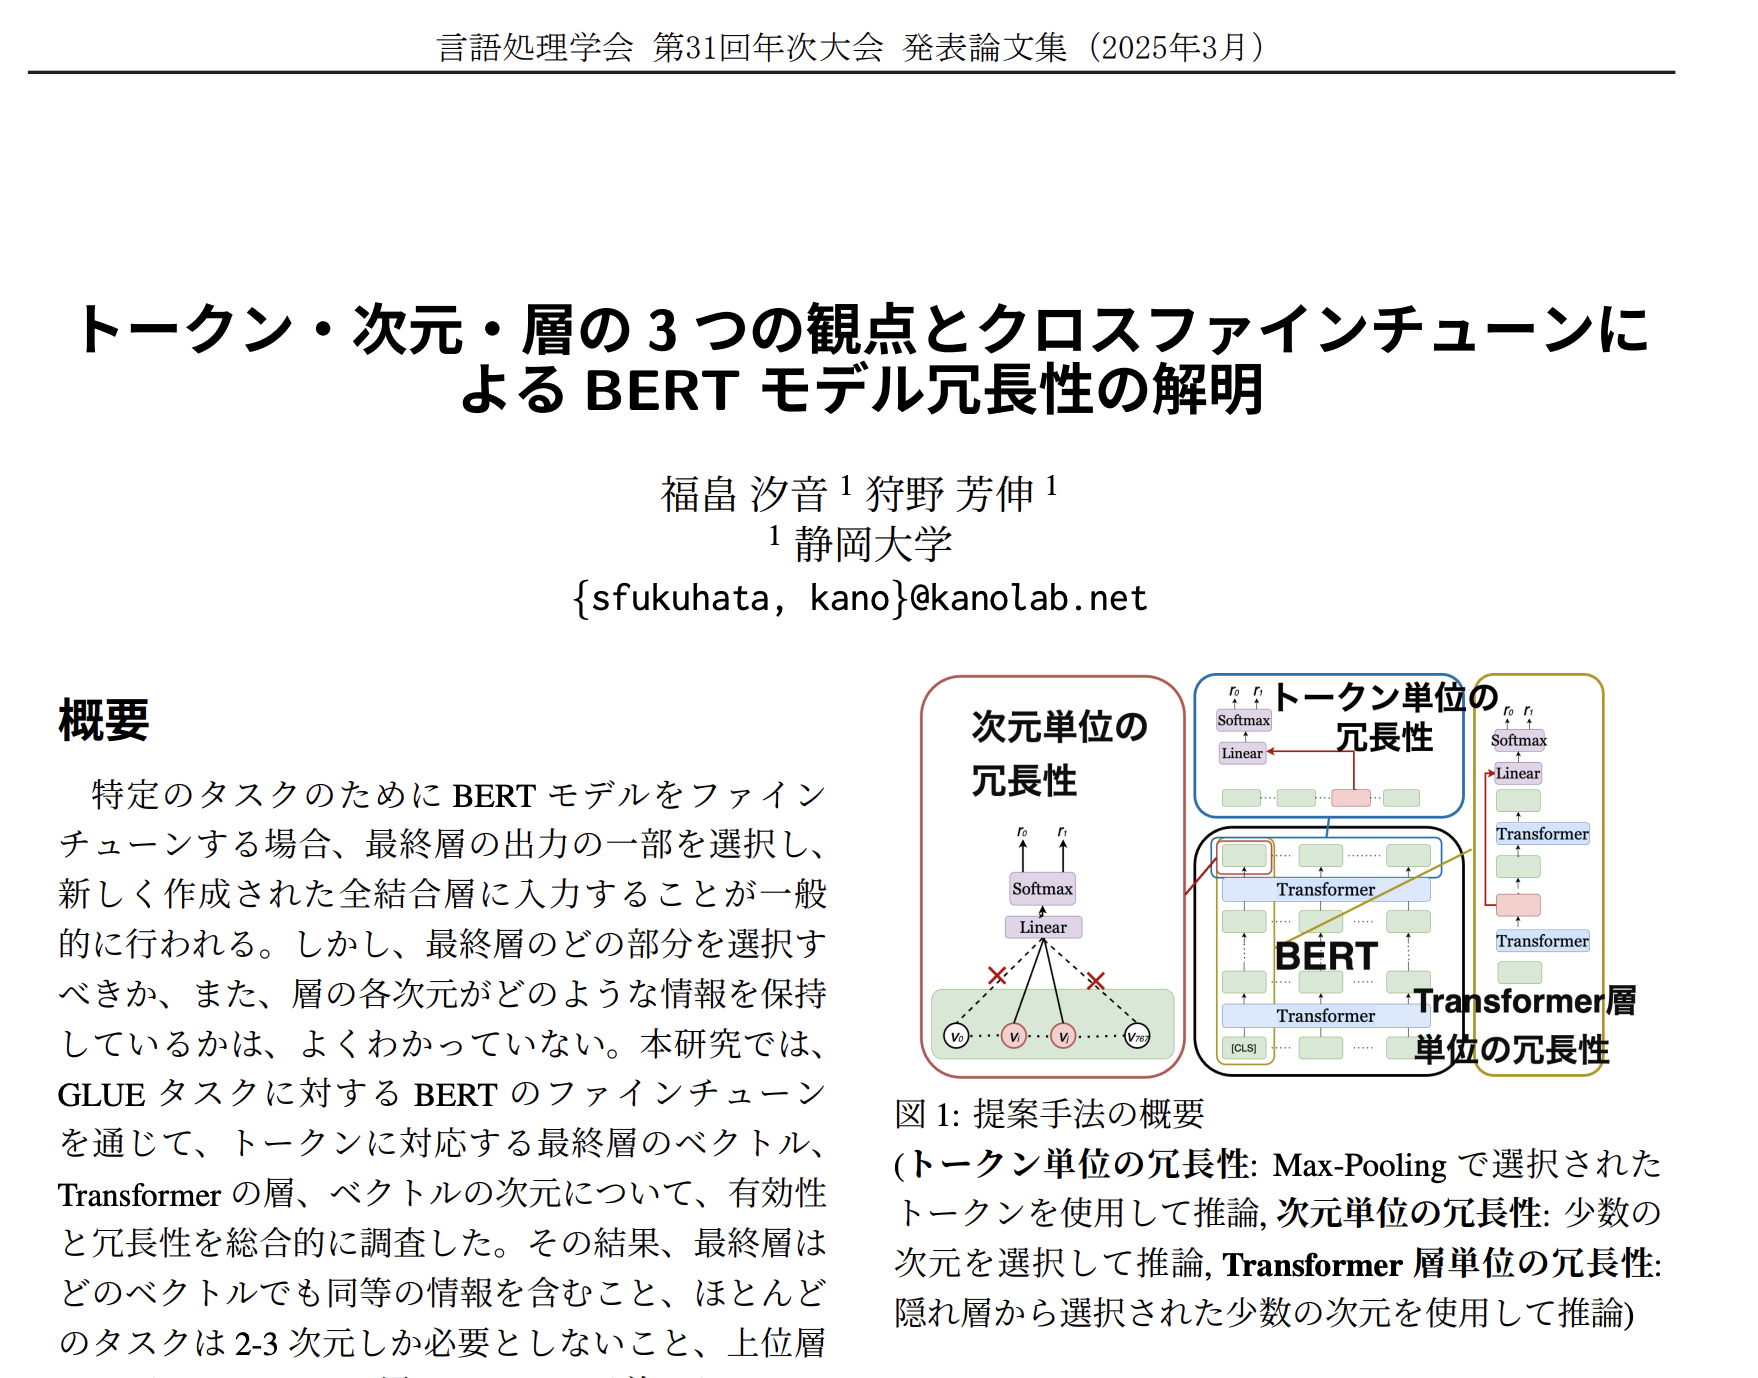 言語処理学会 第31回年次大会 発表論文集（2025年3月）
トークン・次元・層の 3 つの観点とクロスファインチューンに
よる BERT モデル冗長性の解明
福畠 汐音 1 狩野 芳伸 1
1 静岡大学
{sfukuhata, kano}@kanolab.net
概要
特定のタスクのために BERT モデルをファイン
チューンする場合、最終層の出力の一部を選択し、
新しく作成された全結合層に入力することが一般
的に行われる。しかし、最終層のどの部分を選択す
べきか、また、層の各次元がどのような情報を保持
しているかは、よくわかっていない。本研究では、
GLUE タスクに対する BERT のファインチューン
を通じて、トークンに対応する最終層のベクトル、
Transformer の層、ベクトルの次元について、有効性
と冗長性を総合的に調査した。その結果、最終層は
どのベクトルでも同等の情報を含むこと、ほとんど
のタスクは 2-3 次元しか必要としないこと、上位層
次元単位の
冗長性
r0 r1
Softmax
Linear
V0 Vi Vj V767
r0 r1
トークン単位の
冗長性
Softmax
Linear
Transformer
BERT
Transformer
[CLS]
r0 r1
Softmax
Linear
Transformer
Transformer
Transformer層
単位の冗長性
図 1: 提案手法の概要
(トークン単位の冗長性: Max-Pooling で選択された
トークンを使用して推論, 次元単位の冗長性: 少数の
次元を選択して推論, Transformer 層単位の冗長性:
隠れ層から選択された少数の次元を使用して推論)